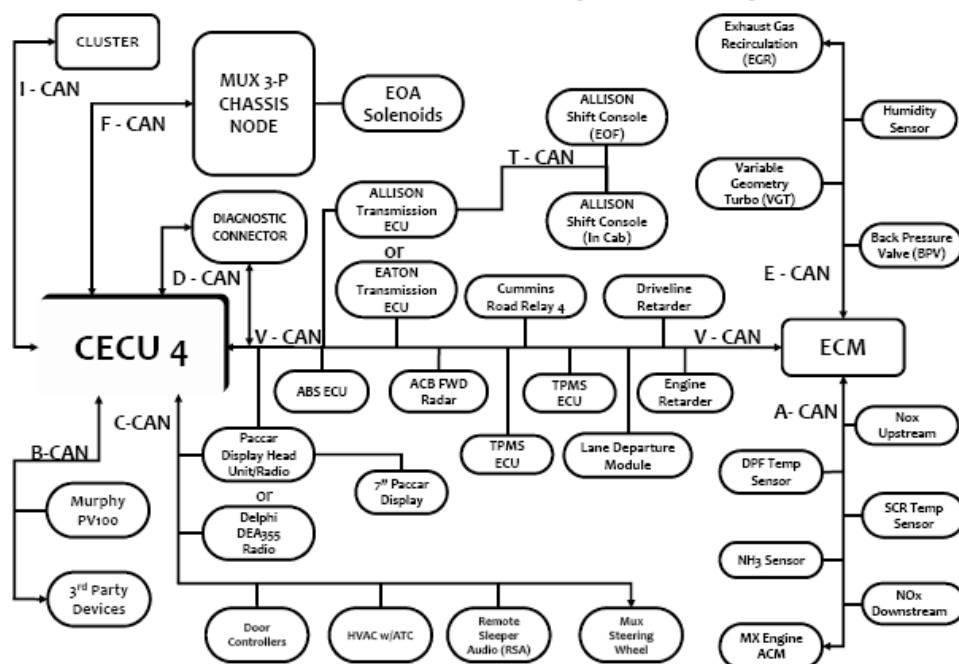 CLUSTER
I - CAN
F - CAN
MUX 3-P
CHASSIS
NODE
EOA
Solenoids
ALLISON
Shift Console
(EOF)
T - CAN
ALLISON
Transmission
ECU
ALLISON
Shift Console
(In Cab)
or
EATON
Transmission
ECU
DIAGNOSTIC
CONNECTOR
D - CAN
Exhaust Gas
Recirculation
(EGR)
Humidity
Sensor
Variable
Geometry
Turbo (VGT)
Back Pressure
Valve (BPV)
E - CAN
Cummins
Road Relay 4
Driveline
Retarder
CECU 4
V - CAN
V - CAN
ECM
ABS ECU
ACB FWD
Radar
TPMS
ECU
Engine
Retarder
TPMS
ECU
Lane Departure
Module
A- CAN
Nox
Upstream
DPF Temp
Sensor
SCR Temp
Sensor
NH3 Sensor
NOx
Downstream
MX Engine
ACM
C-CAN
B-CAN
Paccar
Display Head
Unit/Radio
7" Paccar
Display
or
Delphi
DEA355
Radio
Murphy
PV100
3rd Party
Devices
Door
Controllers
HVAC w/ATC
Remote
Sleeper
Audio (RSA)
Mux
Steering
Wheel